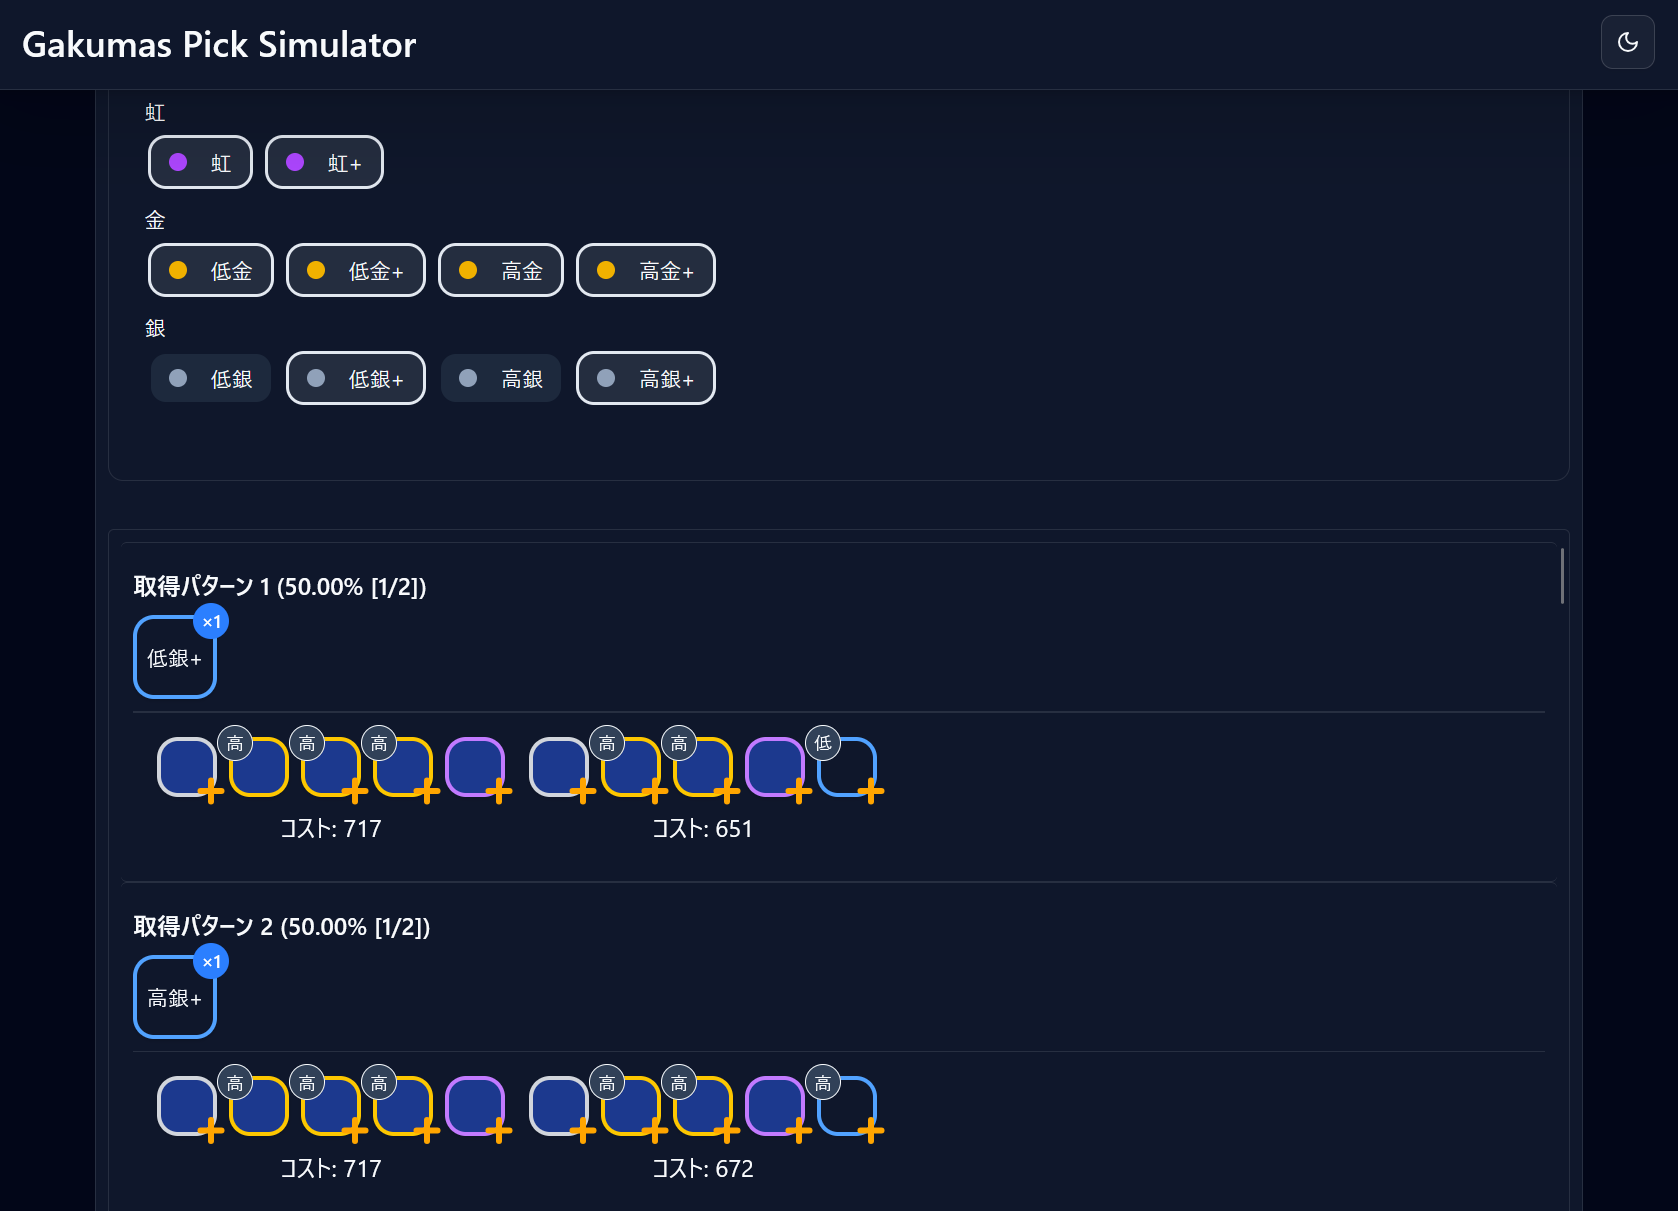 Gakumas Pick Simulator
虹
虹 虹+
金
低金 低金+ 高金 高金+
銀
低銀 低銀+ 高銀 高銀+
取得パターン 1 (50.00% [1/2])
×1
低銀+
高 高 高 高 高 低
コスト: 717 コスト: 651
取得パターン 2 (50.00% [1/2])
×1
高銀+
高 高 高 高 高 高
コスト: 717 コスト: 672